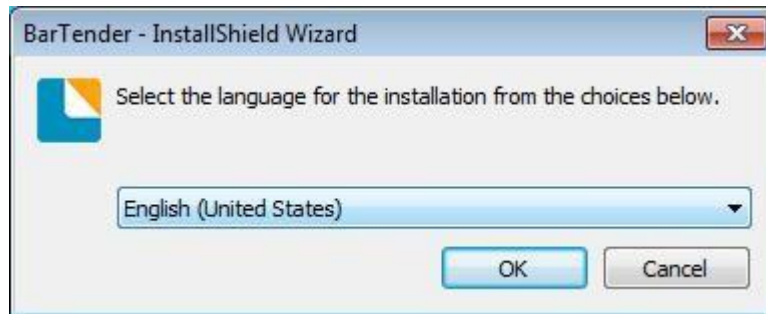 BarTender - InstallShield Wizard
Select the language for the installation from the choices below.
English (United States)
OK Cancel